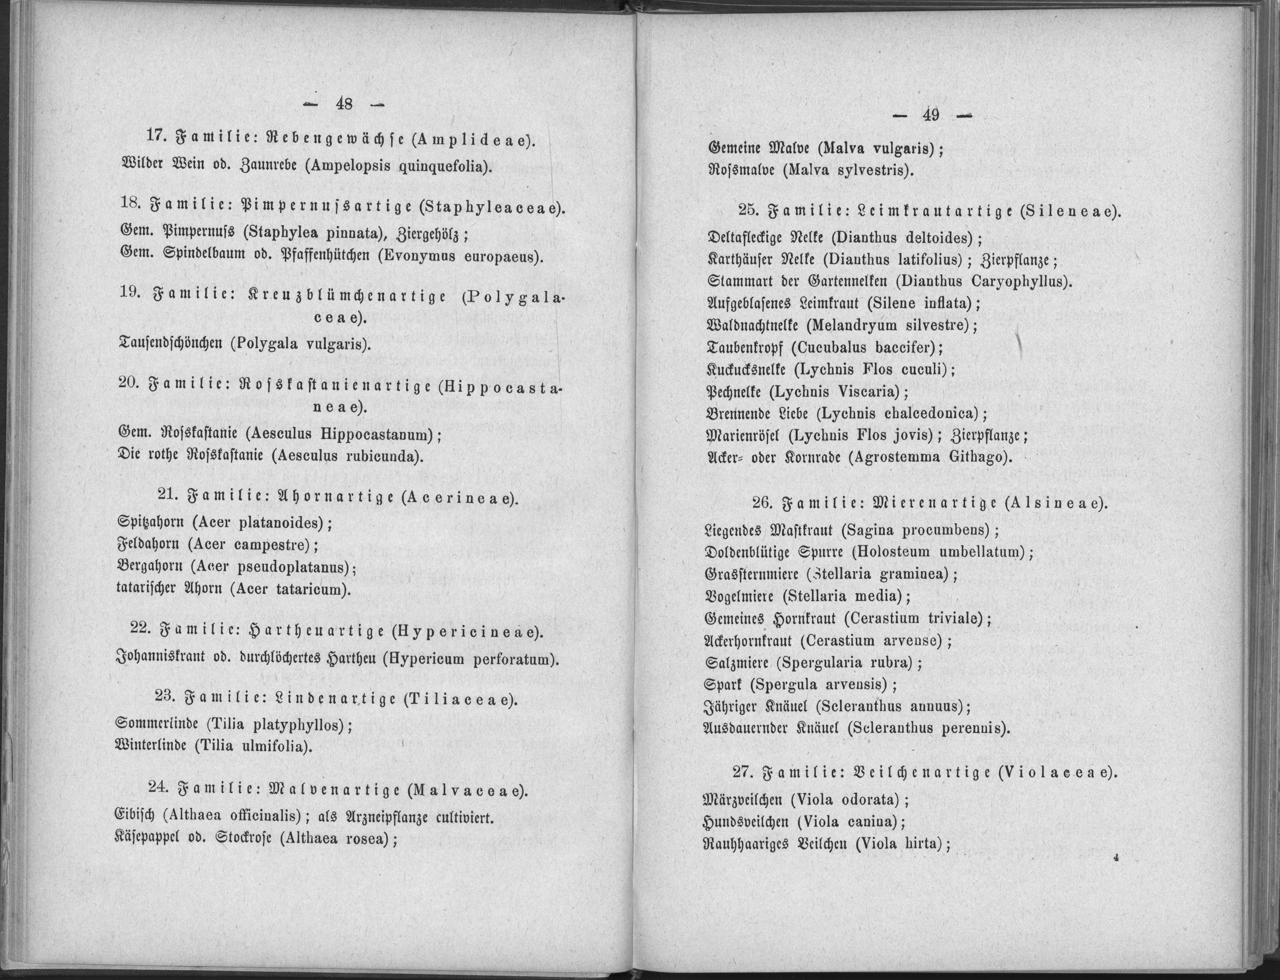 — 48 —
17. Familie: Rebengewächse (Amplideae).
Wilder Wein od. Zaunrebe (Ampelopsis quinquefolia).
18. Familie: Pimpernussartige (Staphyleaceae).
Gem. Pimpernuss (Staphylea pinnata), Ziergehölz;
Gem. Spindelbaum od. Pfaffenhütchen (Evonymus europaeus).
19. Familie: Kreuzblümchenartige (Polygala-
ceae).
Tausendschönchen (Polygala vulgaris).
20. Familie: Rosskastanienartige (Hippocasta-
neae).
Gem. Rosskastanie (Aesculus Hippocastanum);
Die rothe Rosskastanie (Aesculus rubicunda).
21. Familie: Ahornartige (Acerineae).
Spitzahorn (Acer platanoides);
Feldahorn (Acer campestre);
Bergahorn (Acer pseudoplatanus);
tatarischer Ahorn (Acer tataricum).
22. Familie: Hartheuartige (Hypericineae).
Johanniskraut od. durchlöchertes Hartheu (Hypericum perforatum).
23. Familie: Lindenartige (Tiliaceae).
Sommerlinde (Tilia platyphyllos);
Winterlinde (Tilia ulmifolia).
24. Familie: Malvenartige (Malvaceae).
Eibisch (Althaea officinalis); als Arzneipflanze cultiviert.
Käsepappel od. Stockrose (Althaea rosea);
— 49 —
Gemeine Malve (Malva vulgaris);
Rossmalve (Malva sylvestris).
25. Familie: Leimkrautartige (Sileneae).
Deltafleckige Nelke (Dianthus deltoides);
Karthäuser Nelke (Dianthus latifolius); Zierpflanze;
Stammart der Gartennelken (Dianthus Caryophyllus).
Aufgeblasenes Leimkraut (Silene inflata);
Waldnachtnelke (Melandryum silvestre);
Taubenkropf (Cucubalus baccifer);
Kuckucksnelke (Lychnis Flos cuculi);
Pechnelke (Lychnis Viscaria);
Brennende Liebe (Lychnis chalcedonica);
Marienrösel (Lychnis Flos jovis); Zierpflanze;
Acker- oder Kornrade (Agrostemma Githago).
26. Familie: Mierenartige (Alsineae).
Liegendes Mastkraut (Sagina procumbens);
Doldenblütige Spurre (Holosteum umbellatum);
Grassternmiere (Stellaria graminea);
Vogelmiere (Stellaria media);
Gemeines Hornkraut (Cerastium triviale);
Ackerhornkraut (Cerastium arvense);
Salzmiere (Spergularia rubra);
Spark (Spergula arvensis);
Jähriger Knäuel (Scleranthus annuus);
Ausdauernder Knäuel (Scleranthus perennis).
27. Familie: Veilchenartige (Violaceae).
Märzveilchen (Viola odorata);
Hundsveilchen (Viola canina);
Rauhhaariges Veilchen (Viola hirta);
4